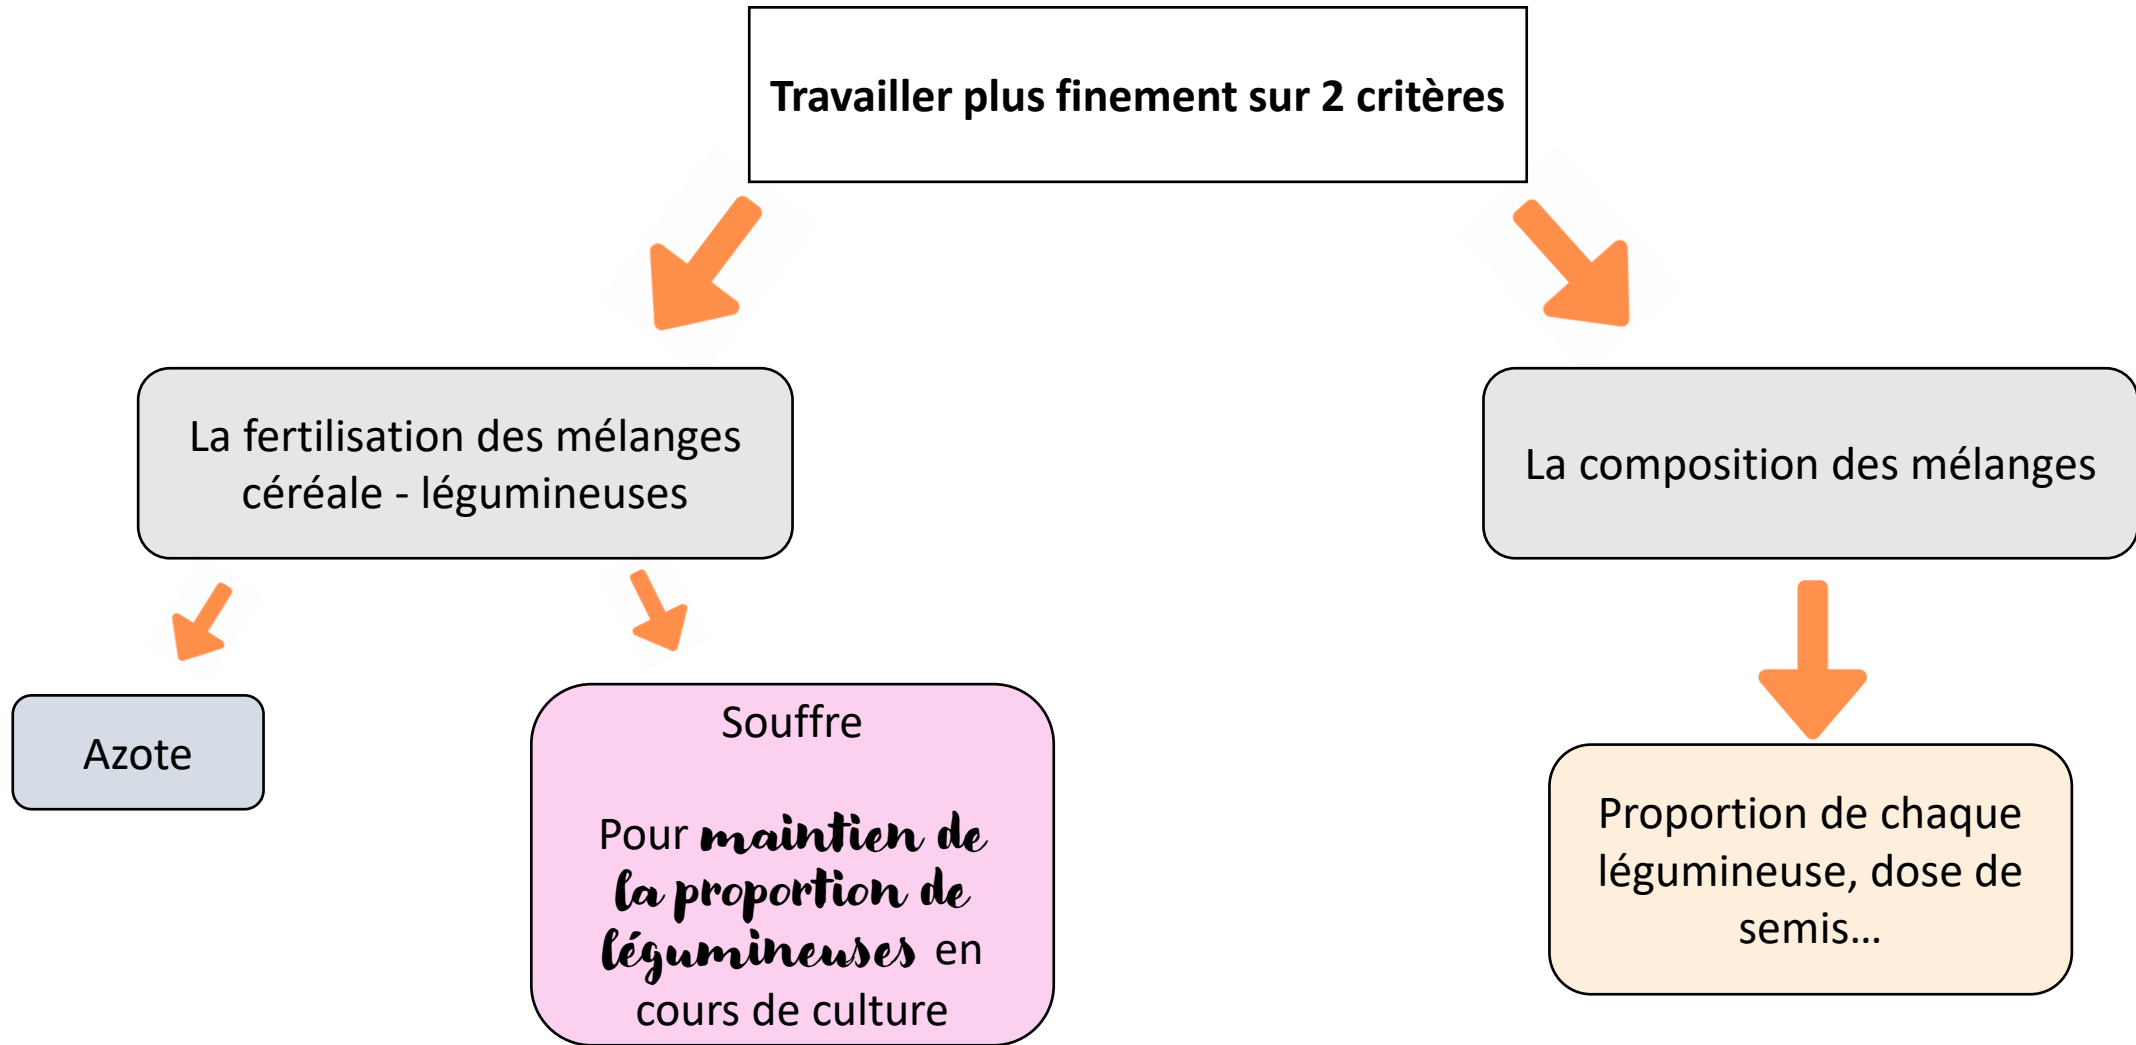 Travailler plus finement sur 2 critères
La fertilisation des mélanges
céréale - légumineuses
La composition des mélanges
Azote
Souffre
Pour maintien de
la proportion de
légumineuses en
cours de culture
Proportion de chaque
légumineuse, dose de
semis...